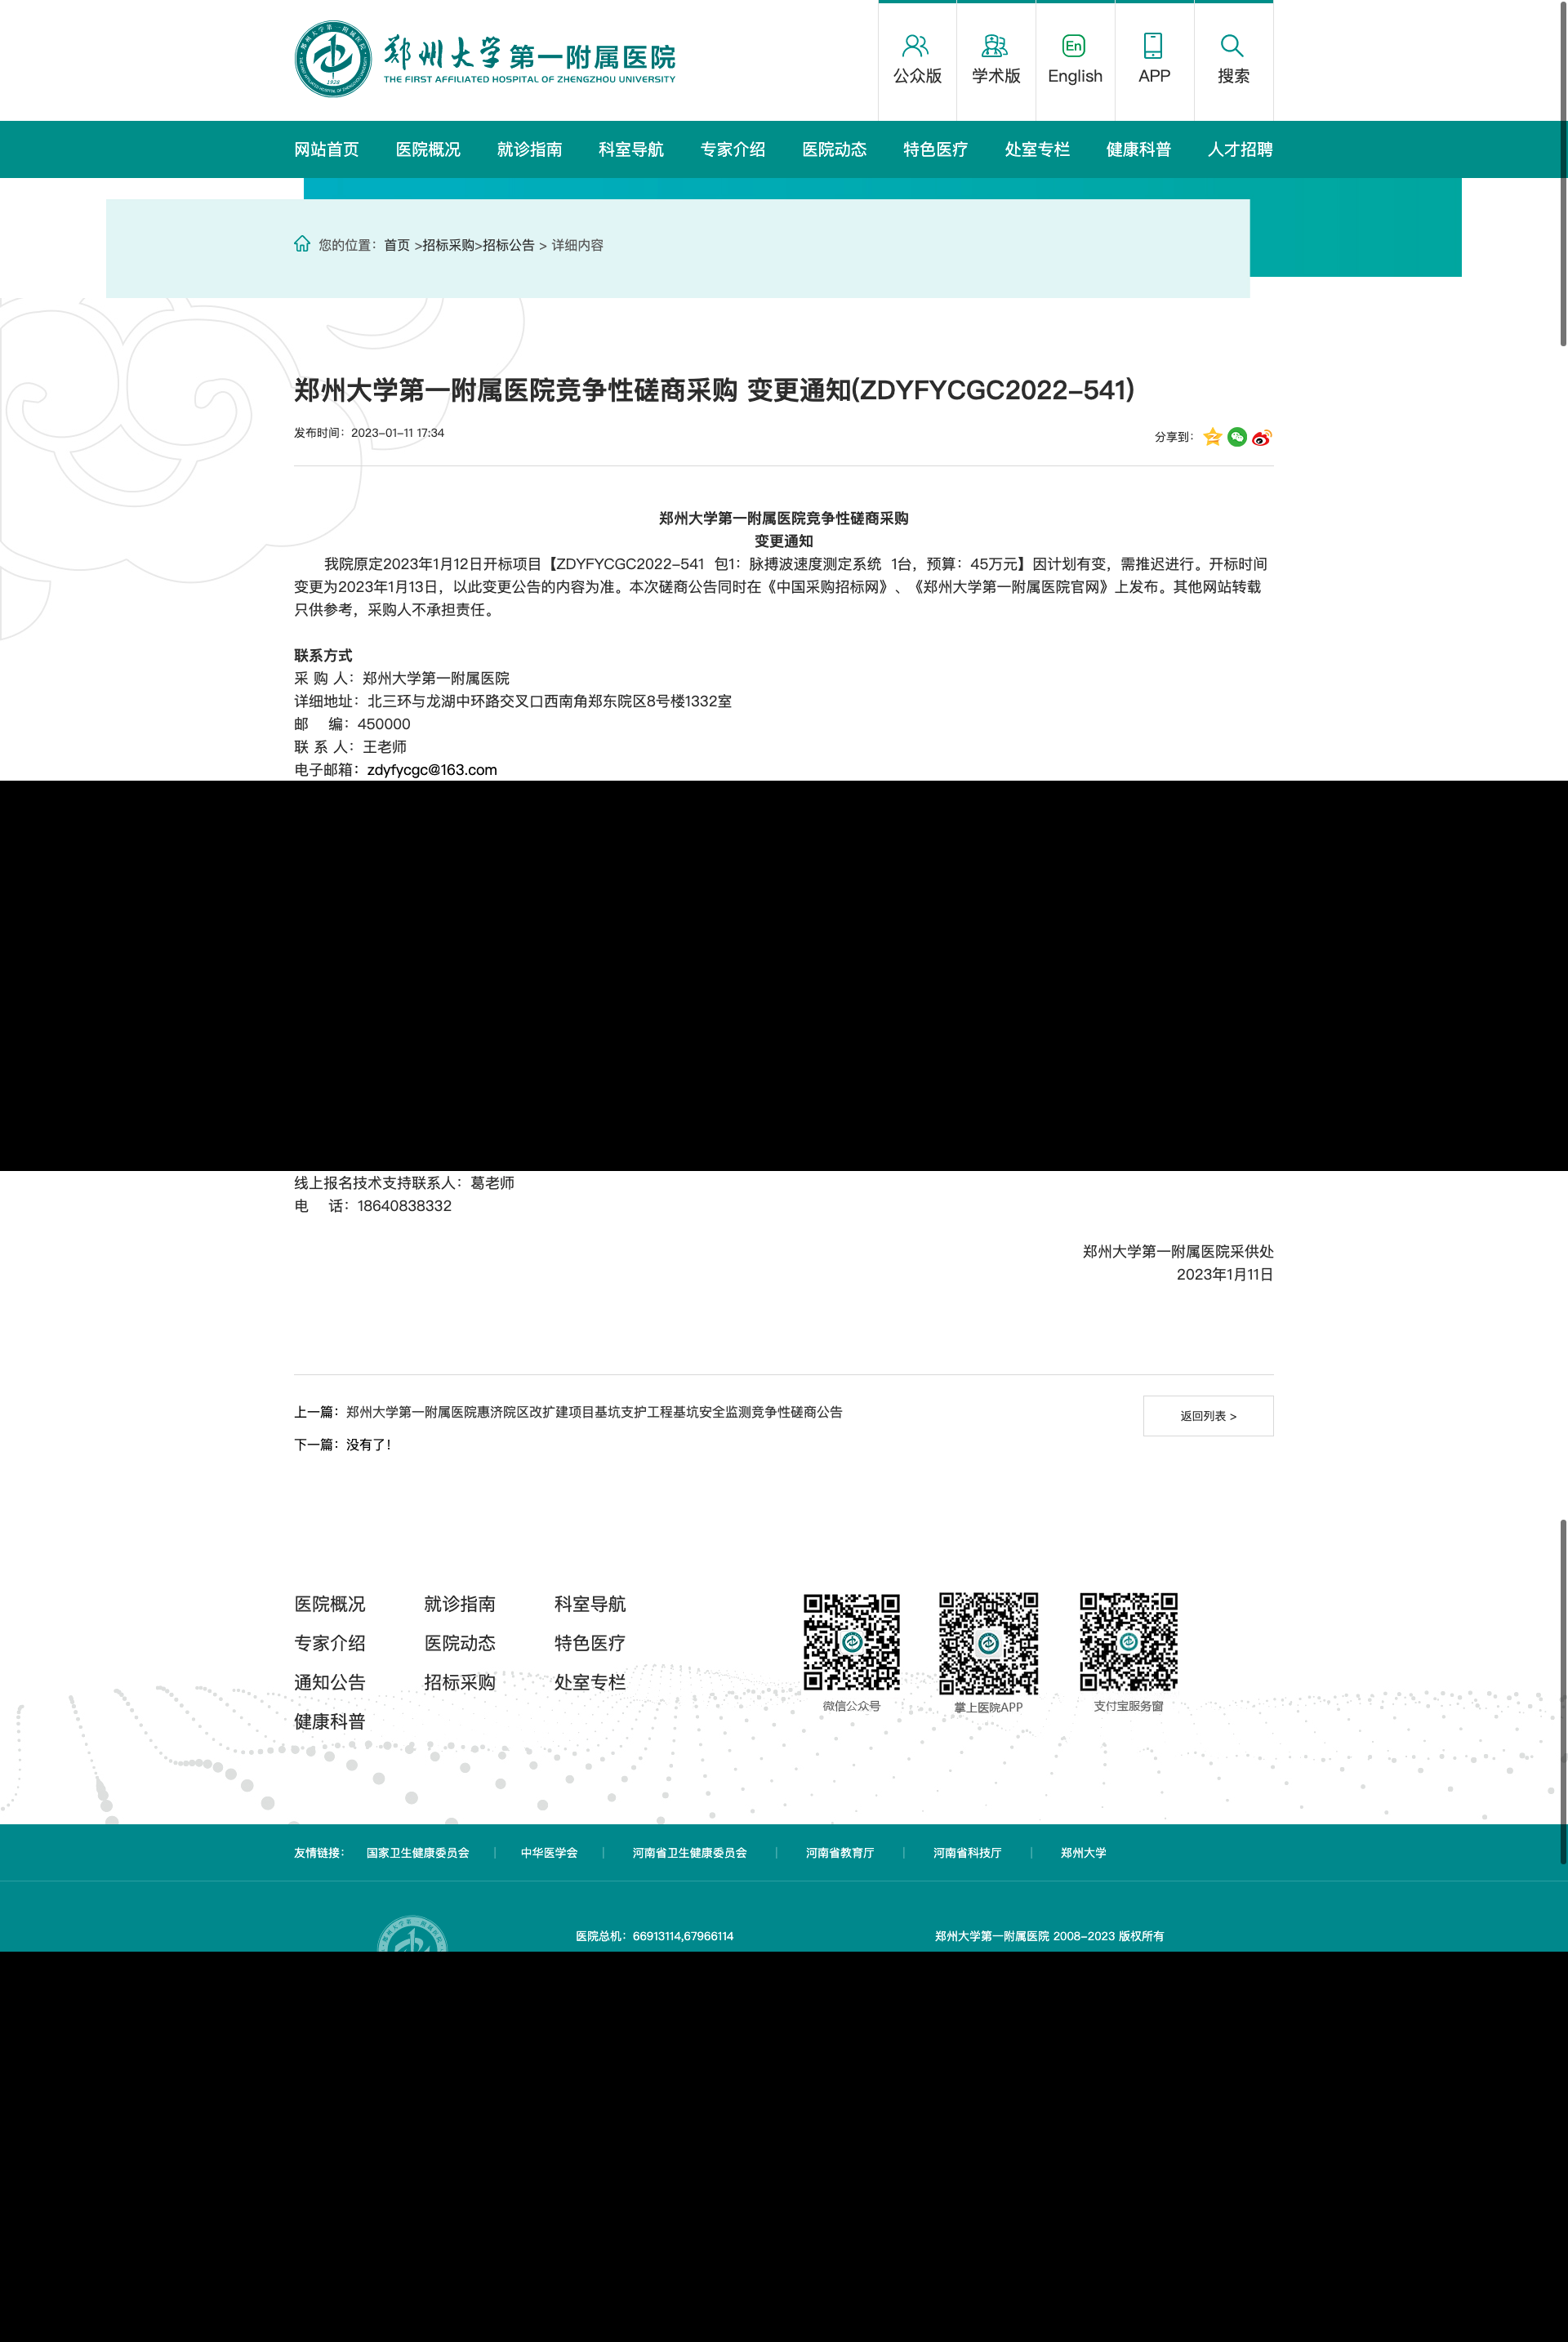 郑州大学第一附属医院
THE FIRST AFFILIATED HOSPITAL OF ZHENGZHOU UNIVERSITY
公众版
学术版
English
APP
搜索
网站首页 医院概况 就诊指南 科室导航 专家介绍 医院动态 特色医疗 处室专栏 健康科普 人才招聘
您的位置：首页 >招标采购>招标公告 > 详细内容
郑州大学第一附属医院竞争性磋商采购 变更通知(ZDYFYCGC2022-541)
发布时间：2023-01-11 17:34
分享到：
郑州大学第一附属医院竞争性磋商采购
变更通知
我院原定2023年1月12日开标项目【ZDYFYCGC2022-541 包1：脉搏波速度测定系统 1台，预算：45万元】因计划有变，需推迟进行。开标时间
变更为2023年1月13日，以此变更公告的内容为准。本次磋商公告同时在《中国采购招标网》、《郑州大学第一附属医院官网》上发布。其他网站转载
只供参考，采购人不承担责任。
联系方式
采 购 人：郑州大学第一附属医院
详细地址：北三环与龙湖中环路交叉口西南角郑东院区8号楼1332室
邮 编：450000
联 系 人：王老师
电子邮箱：zdyfycgc@163.com
线上报名技术支持联系人：葛老师
电 话：18640838332
郑州大学第一附属医院采供处
2023年1月11日
上一篇：郑州大学第一附属医院惠济院区改扩建项目基坑支护工程基坑安全监测竞争性磋商公告
返回列表 >
下一篇：没有了！
医院概况 就诊指南 科室导航
专家介绍 医院动态 特色医疗
通知公告 招标采购 处室专栏
健康科普
微信公众号
掌上医院APP
支付宝服务窗
友情链接： 国家卫生健康委员会 | 中华医学会 | 河南省卫生健康委员会 | 河南省教育厅 | 河南省科技厅 | 郑州大学
医院总机：66913114,67966114
郑州大学第一附属医院 2008-2023 版权所有